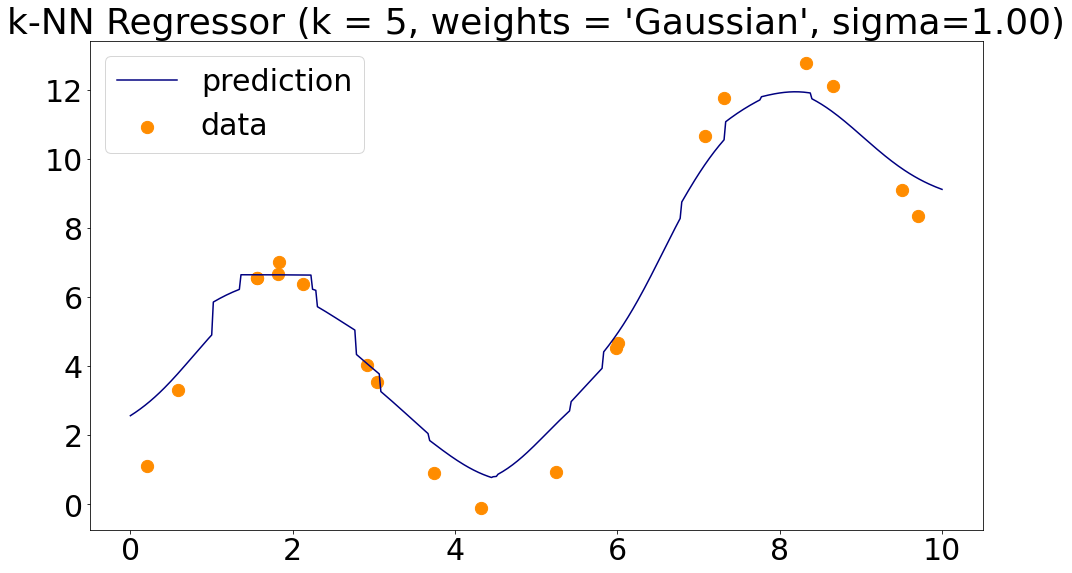 k-NN Regressor (k = 5, weights = 'Gaussian', sigma=1.00)
prediction
data
12
10
8
6
4
2
0
0 2 4 6 8 10